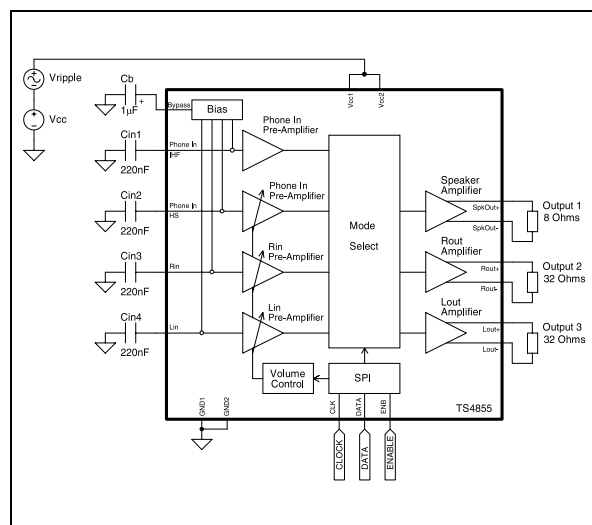 Vripple
Vcc
Cb
1µF
+
Bypass
Bias
Vcc1
Vcc2
Cin1
220nF
Phone In
IHF
Phone In
Pre-Amplifier
Cin2
220nF
Phone In
HS
Phone In
Pre-Amplifier
Cin3
220nF
Rin
Rin
Pre-Amplifier
Cin4
220nF
Lin
Lin
Pre-Amplifier
Mode
Select
Speaker
Amplifier
SpkOut+
SpkOut-
Output 1
8 Ohms
Rout
Amplifier
Rout+
Rout-
Output 2
32 Ohms
Lout
Amplifier
Lout+
Lout-
Output 3
32 Ohms
Volume
Control
SPI
GND1
GND2
CLK
DATA
ENB
TS4855
CLOCK
DATA
ENABLE